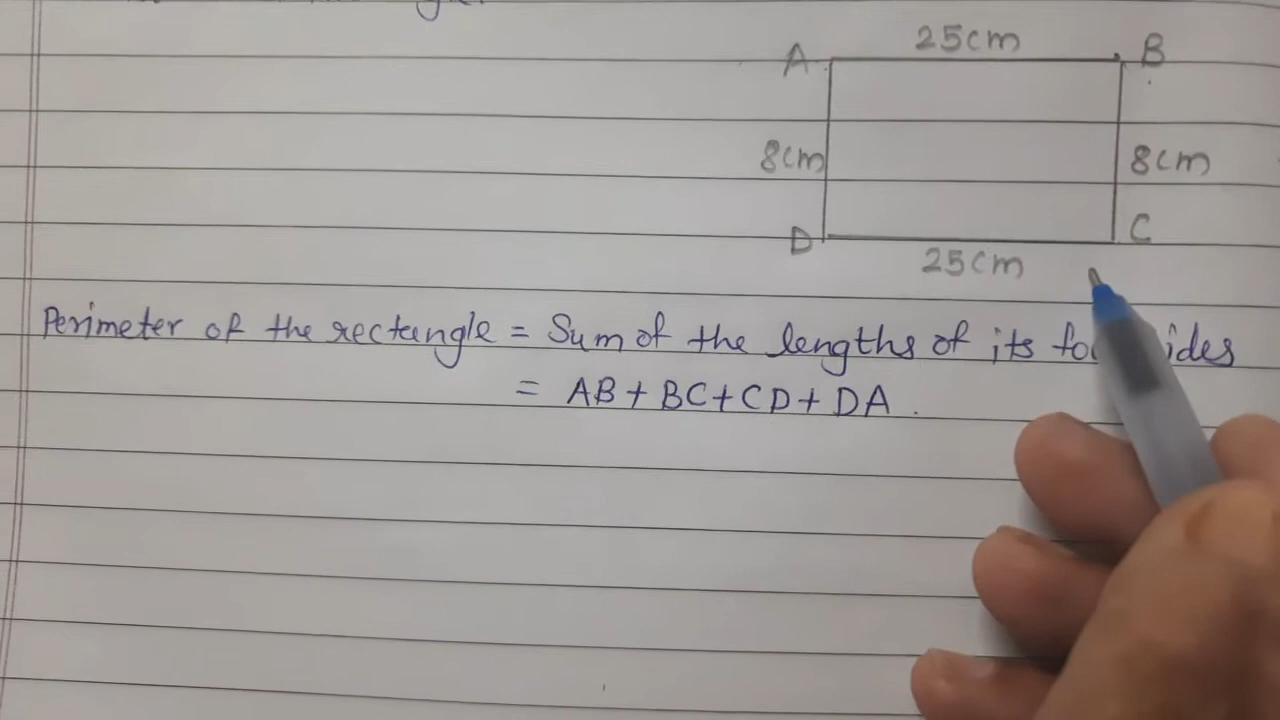 25cm
A B
8cm 8cm
D C
25cm
Perimeter of the rectangle = Sum of the lengths of its
= AB + BC + CD + DA.